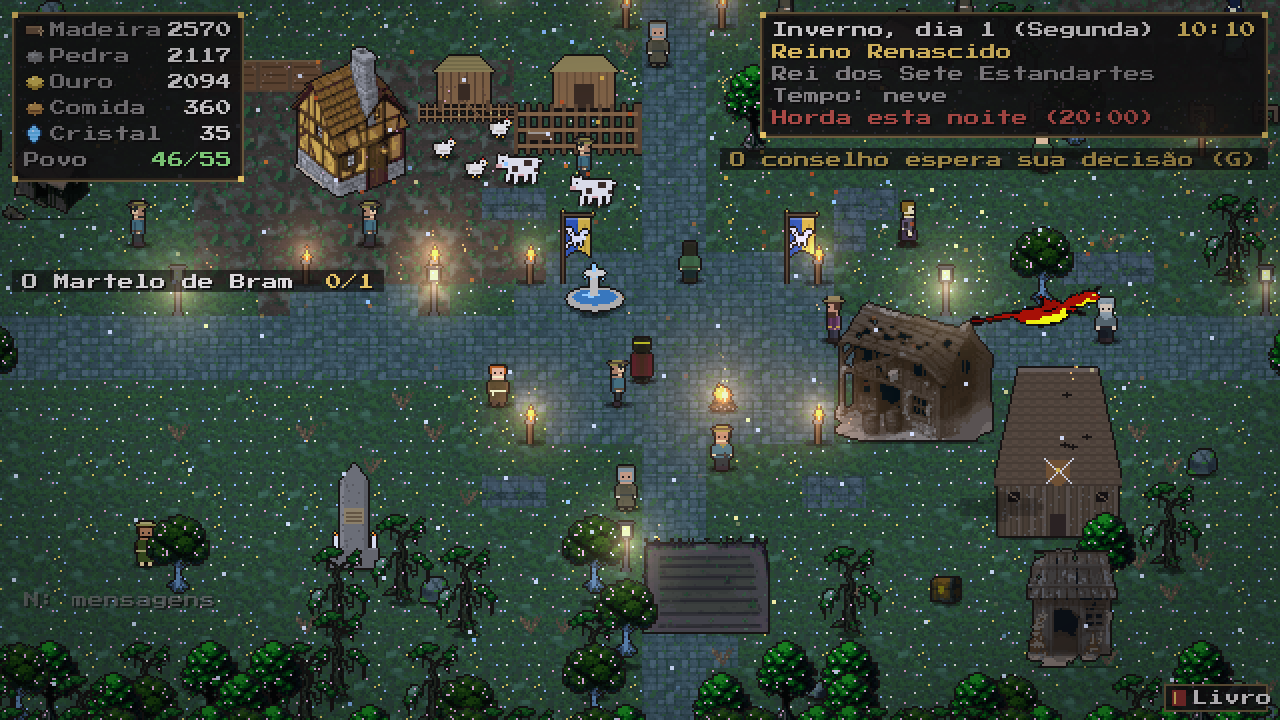 Madeira 2570
Pedra 2117
Ouro 2094
Comida 360
Cristal 35
Povo 46/55
Inverno, dia 1 (Segunda) 10:10
Reino Renascido
Rei dos Sete Estandartes
Tempo: neve
Horda esta noite (20:00)
O conselho espera sua decisão (G)
O Martelo de Bram 0/1
N: mensagens
Livro